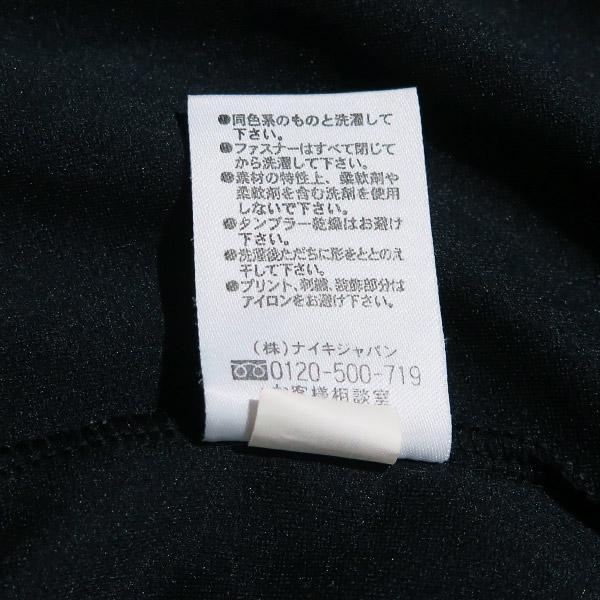 ●同色系のものと洗濯して
下さい。
●ファスナーはすべて閉じて
から洗濯して下さい。
●素材の特性上、柔軟剤や
柔軟剤を含む洗剤を使用
しないで下さい。
●タンブラー乾燥はお避け
下さい。
●洗濯後ただちに形をととのえ
干して下さい。
●プリント、刺繍、装飾部分は
アイロンをお避け下さい。
(株)ナイキジャパン
0120-500-719
お客様相談室